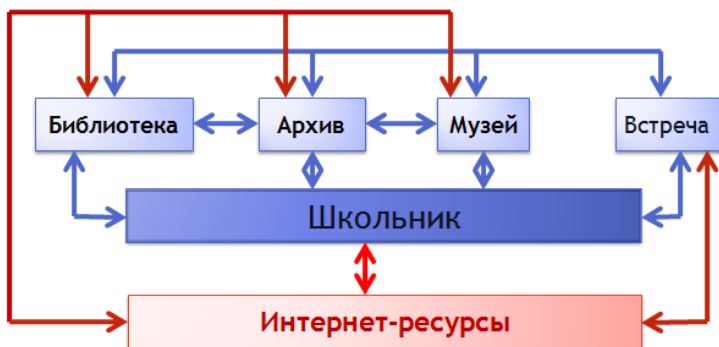 Библиотека
Архив
Музей
Встреча
Школьник
Интернет-ресурсы